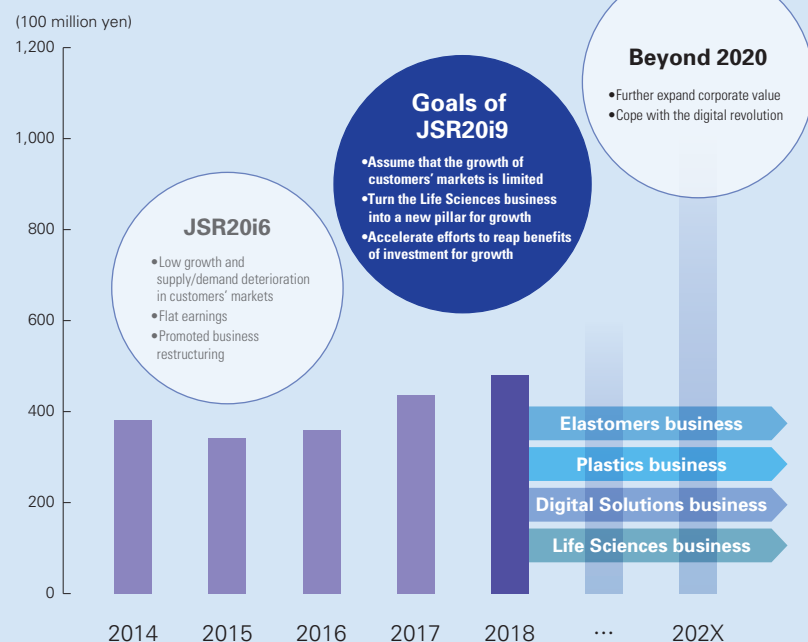 (100 million yen)
1,200
1,000
800
600
400
200
0
JSR20i6
•Low growth and
supply/demand deterioration
in customers' markets
•Flat earnings
•Promoted business
restructuring
Goals of
JSR20i9
•Assume that the growth of
customers' markets is limited
•Turn the Life Sciences business
into a new pillar for growth
•Accelerate efforts to reap benefits
of investment for growth
Beyond 2020
•Further expand corporate value
•Cope with the digital revolution
Elastomers business
Plastics business
Digital Solutions business
Life Sciences business
2014 2015 2016 2017 2018 ... 202X